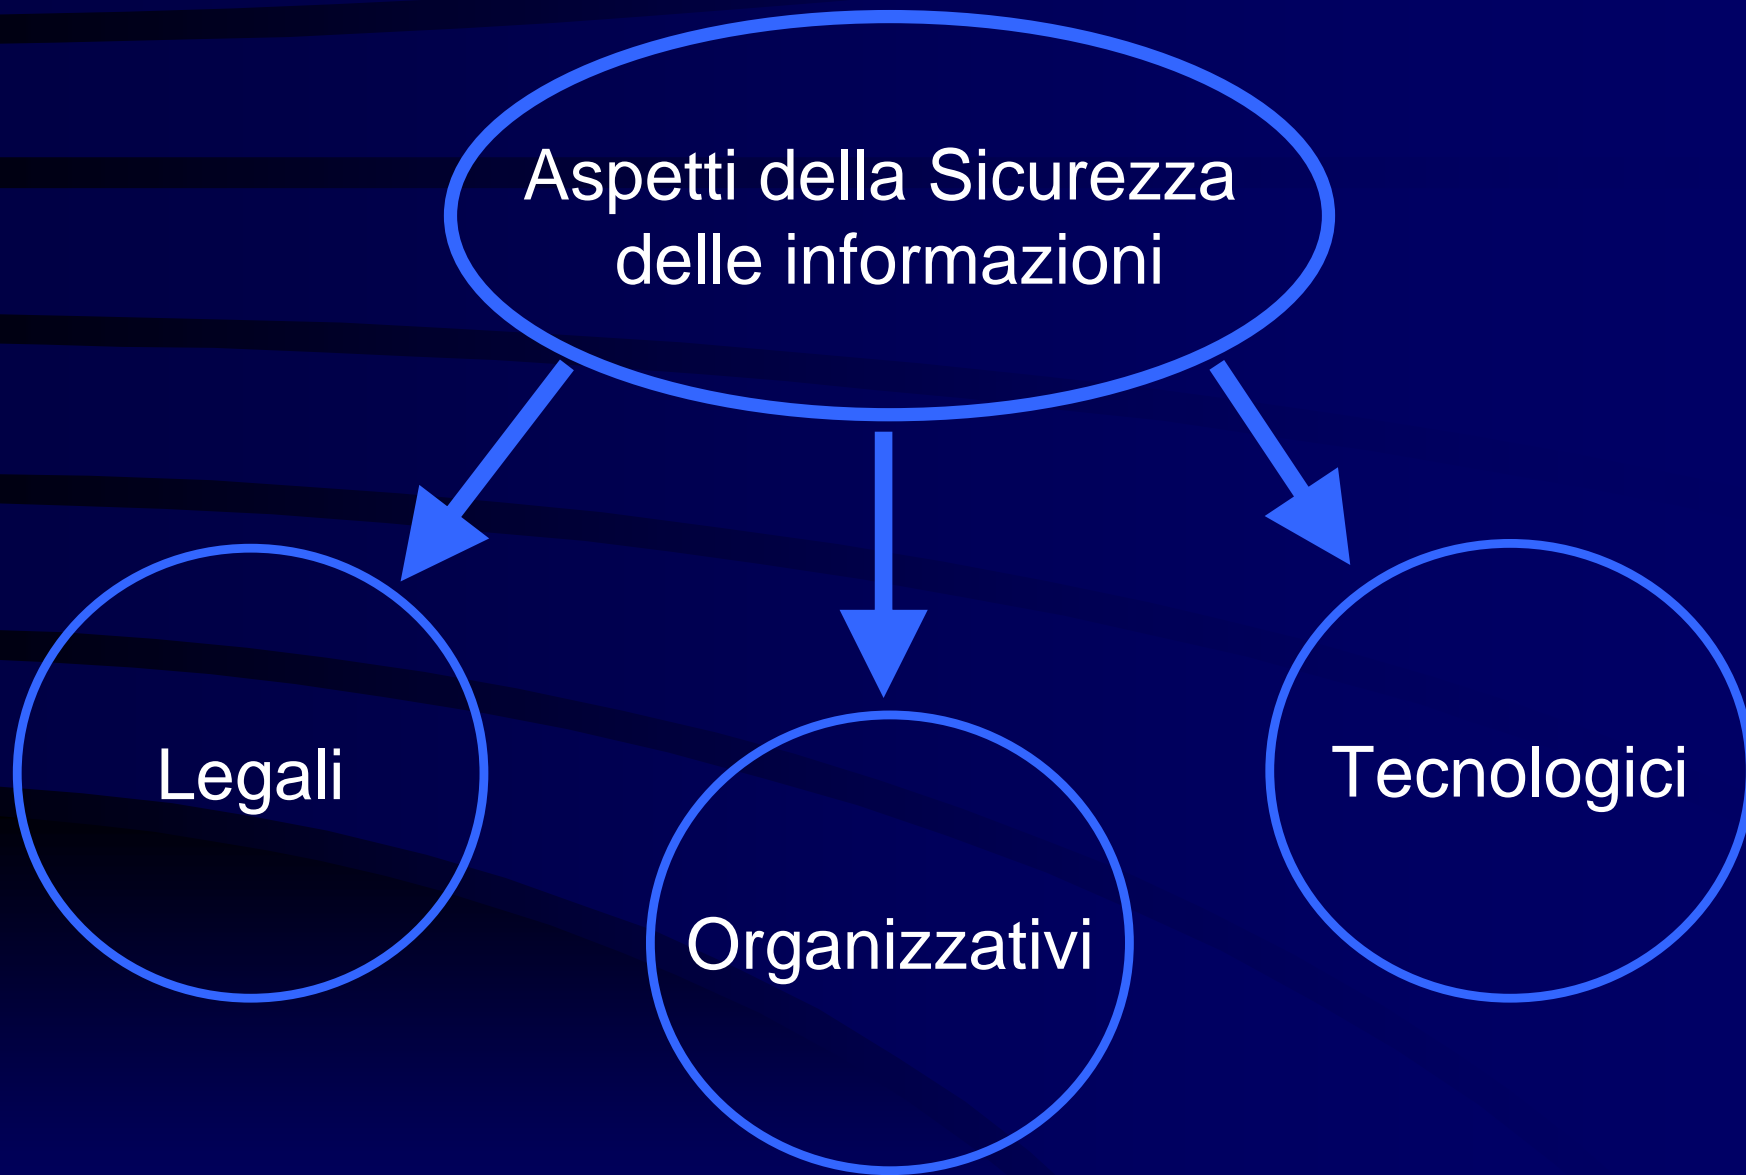 Aspetti della Sicurezza
delle informazioni
Legali
Tecnologici
Organizzativi